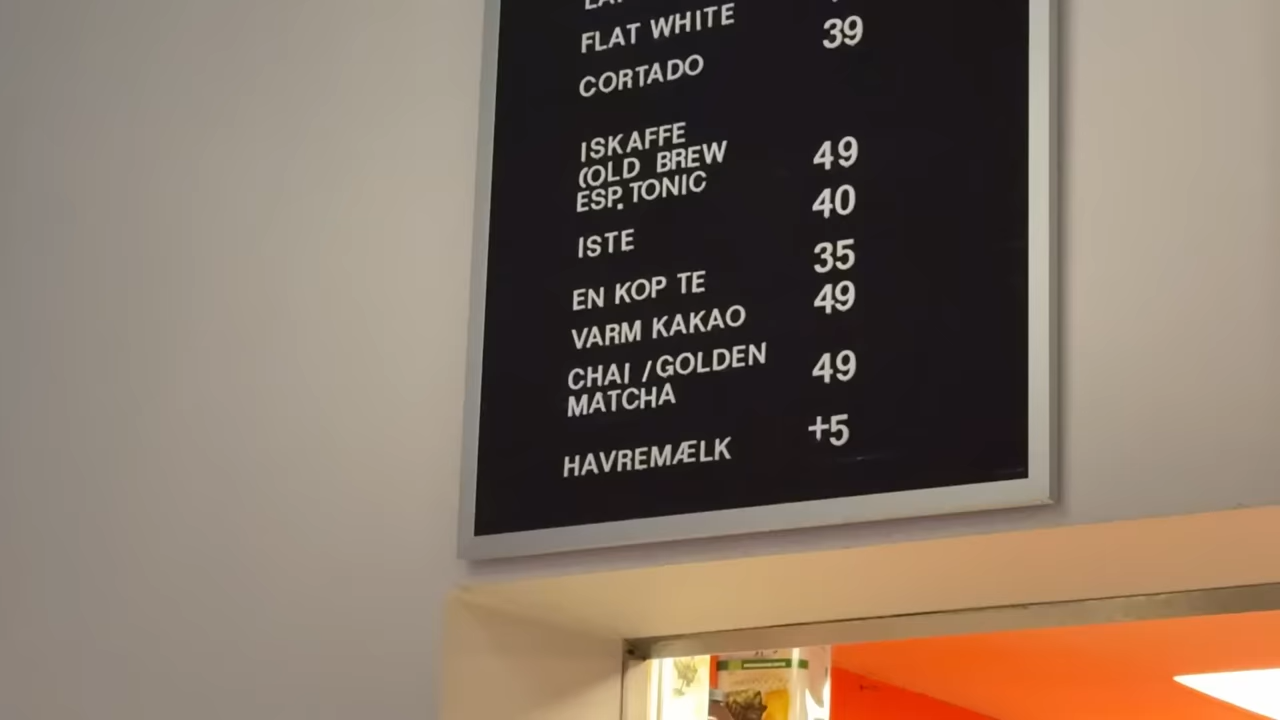 FLAT WHITE
CORTADO 39
ISKAFFE
COLD BREW 49
ESP. TONIC
ISTE 40
EN KOP TE 35
VARM KAKAO 49
CHAI /GOLDEN
MATCHA 49
HAVREMÆLK +5